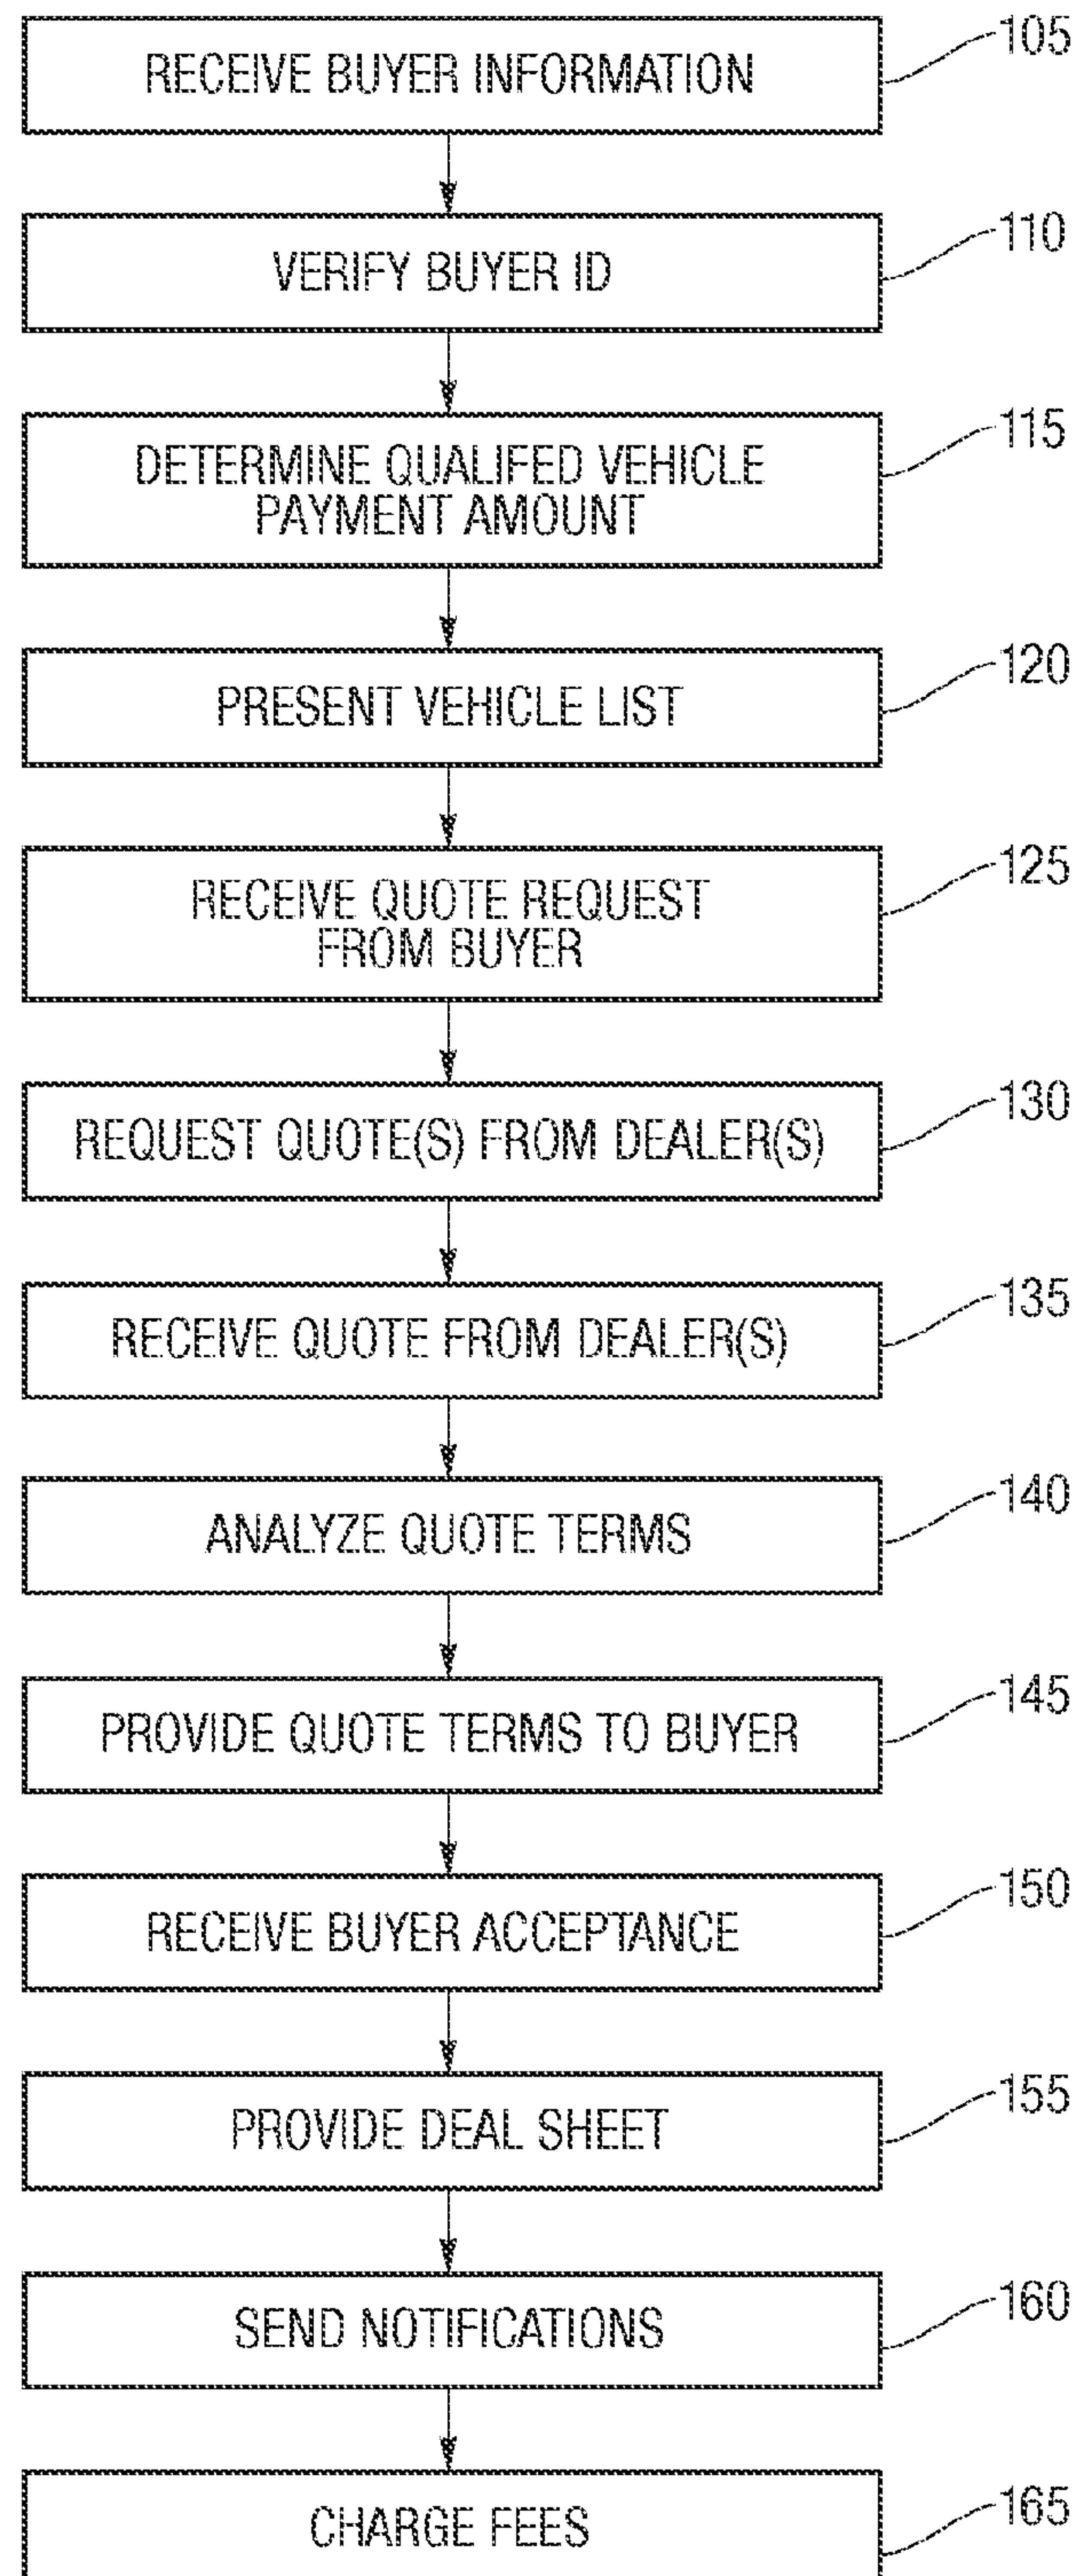 RECEIVE BUYER INFORMATION
105
VERIFY BUYER ID
110
DETERMINE QUALIFED VEHICLE
PAYMENT AMOUNT
115
PRESENT VEHICLE LIST
120
RECEIVE QUOTE REQUEST
FROM BUYER
125
REQUEST QUOTE(S) FROM DEALER(S)
130
RECEIVE QUOTE FROM DEALER(S)
135
ANALYZE QUOTE TERMS
140
PROVIDE QUOTE TERMS TO BUYER
145
RECEIVE BUYER ACCEPTANCE
150
PROVIDE DEAL SHEET
155
SEND NOTIFICATIONS
160
CHARGE FEES
165